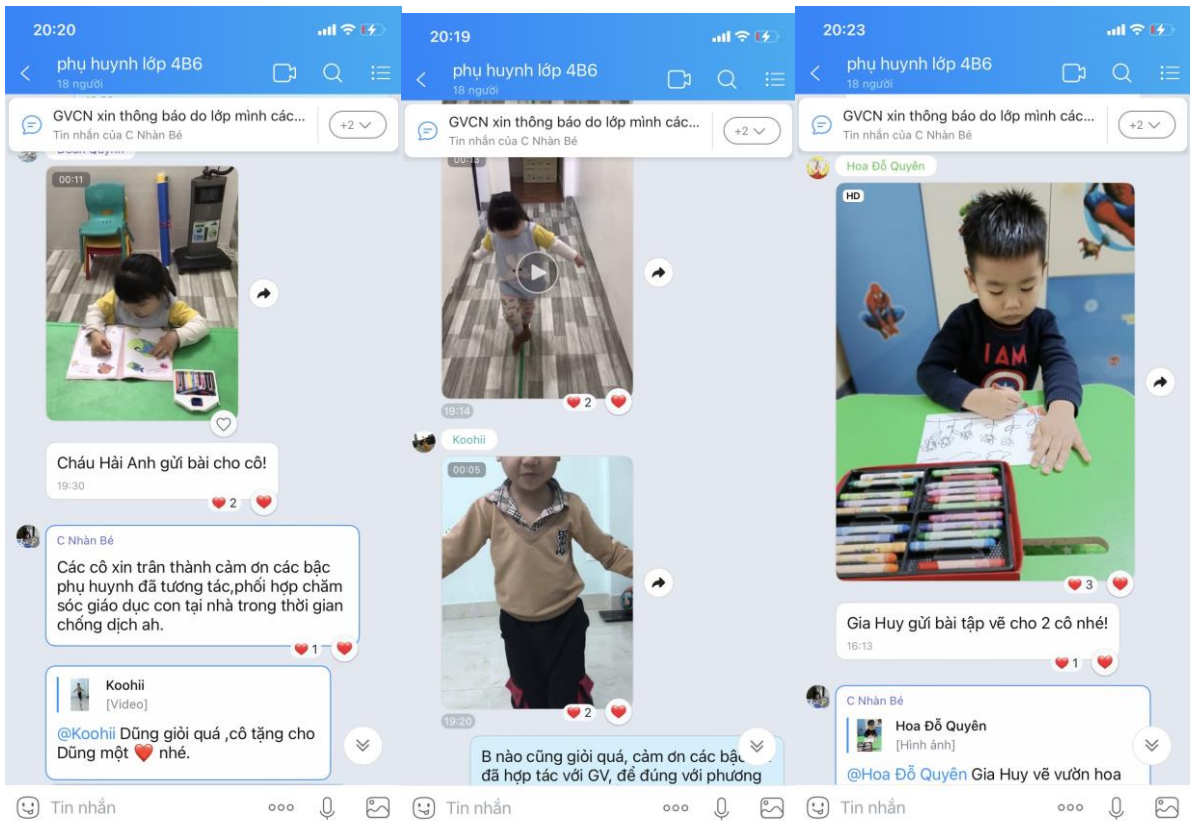 20:20
phụ huynh lớp 4B6
18 người
GVCN xin thông báo do lớp mình các...
Tin nhắn của C Nhàn Bé
+2
00:11
Cháu Hải Anh gửi bài cho cô!
19:30
2
C Nhàn Bé
Các cô xin trân thành cảm ơn các bậc
phụ huynh đã tương tác,phối hợp chăm
sóc giáo dục con tại nhà trong thời gian
chống dịch ah.
1
Koohii
[Video]
@Koohii Dũng giỏi quá ,cô tặng cho
Dũng một ❤️ nhé.
Tin nhắn
20:19
phụ huynh lớp 4B6
18 người
GVCN xin thông báo do lớp mình các...
Tin nhắn của C Nhàn Bé
+2
00:13
2
19:14
Koohii
00:05
2
19:20
B nào cũng giỏi quá, cảm ơn các
đã hợp tác với GV, để đúng với phương
Tin nhắn
20:23
phụ huynh lớp 4B6
18 người
GVCN xin thông báo do lớp mình các...
Tin nhắn của C Nhàn Bé
+2
Hoa Đỗ Quyên
HD
I AM
3
Gia Huy gửi bài tập vẽ cho 2 cô nhé!
16:13
1
C Nhàn Bé
Hoa Đỗ Quyên
[Hình ảnh]
@Hoa Đỗ Quyên Gia Huy vẽ vườn hoa
Tin nhắn